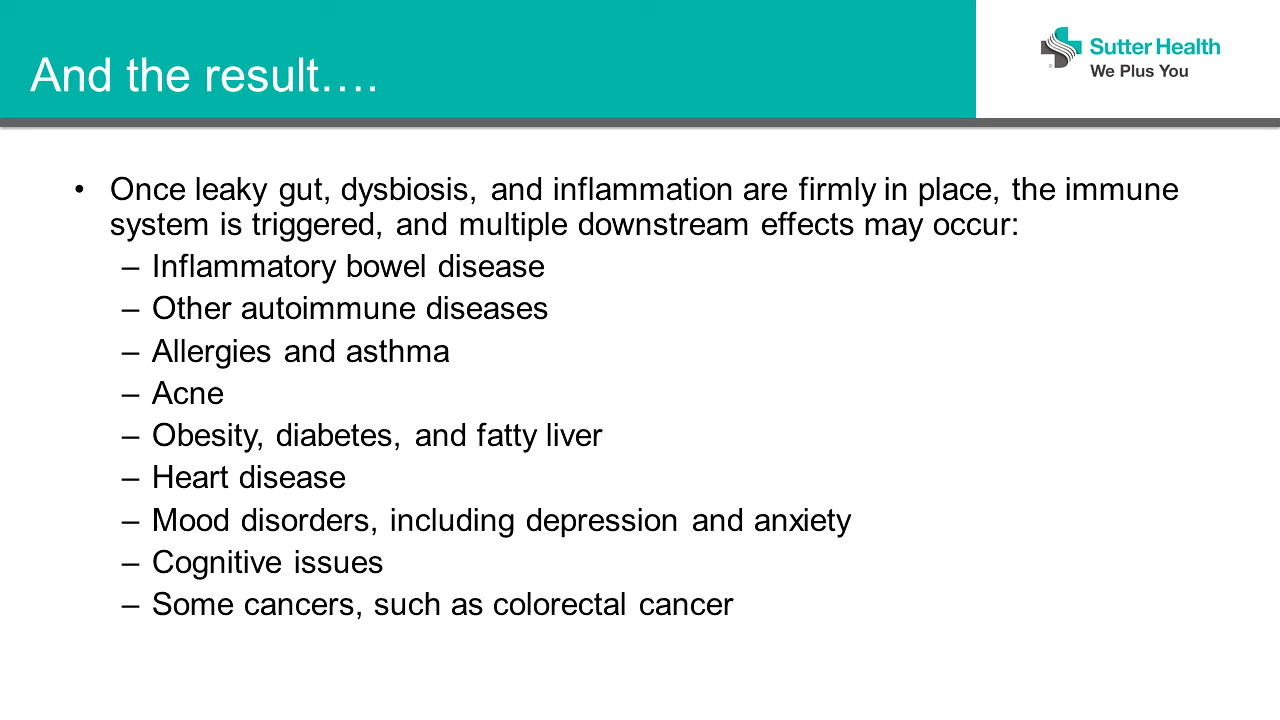 And the result….
Sutter Health
We Plus You
• Once leaky gut, dysbiosis, and inflammation are firmly in place, the immune
system is triggered, and multiple downstream effects may occur:
– Inflammatory bowel disease
– Other autoimmune diseases
– Allergies and asthma
– Acne
– Obesity, diabetes, and fatty liver
– Heart disease
– Mood disorders, including depression and anxiety
– Cognitive issues
– Some cancers, such as colorectal cancer